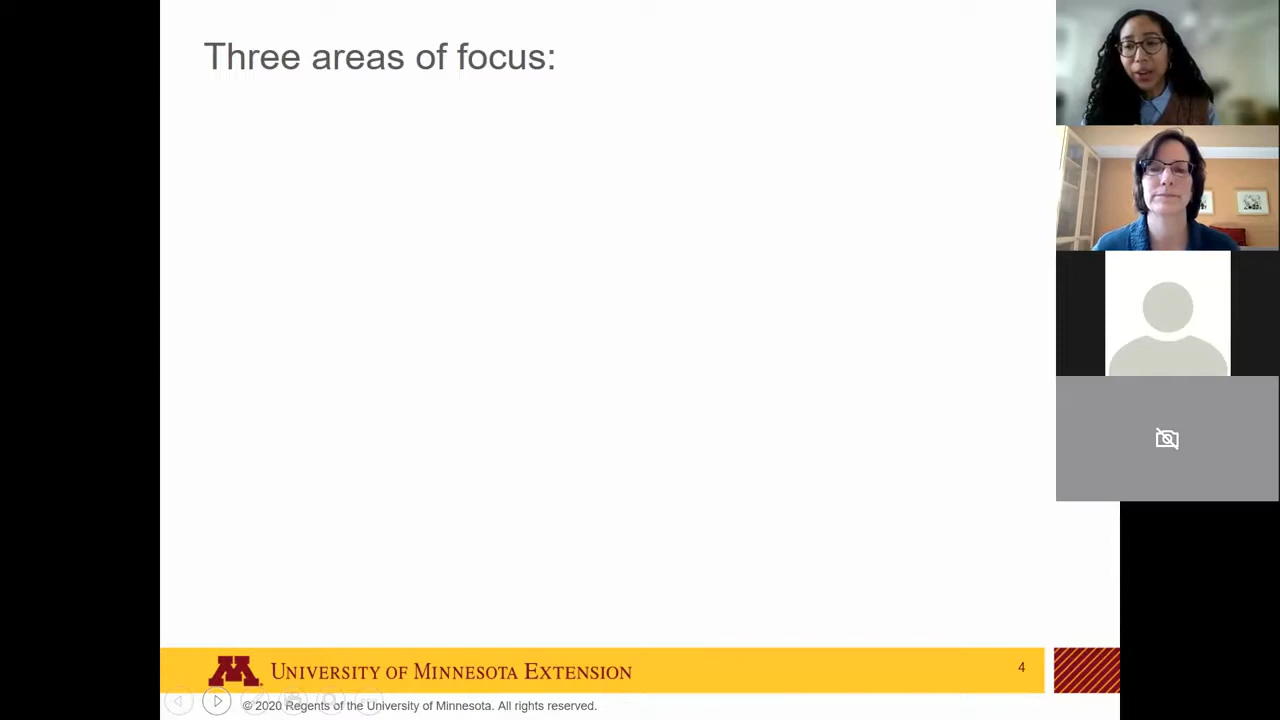 Three areas of focus:
UNIVERSITY OF MINNESOTA EXTENSION
4
© 2020 Regents of the University of Minnesota. All rights reserved.